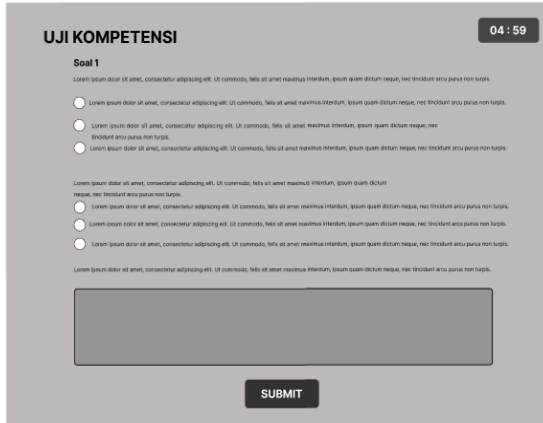 UJI KOMPETENSI
04 : 59
Soal 1
Lorem ipsum dolor sit amet, consectetur adipiscing elit. Ut commodo, felis sit amet maximus interdum, ipsum quam dictum neque, nec tincidunt arcu purus non turpis.
Lorem ipsum dolor sit amet, consectetur adipiscing elit. Ut commodo, felis sit amet maximus interdum, ipsum quam dictum neque, nec tincidunt arcu purus non turpis.
Lorem ipsum dolor sit amet, consectetur adipiscing elit. Ut commodo, felis sit amet maximus interdum, ipsum quam dictum neque, nec
tincidunt arcu purus non turpis.
Lorem ipsum dolor sit amet, consectetur adipiscing elit. Ut commodo, felis sit amet maximus interdum, ipsum quam dictum neque, nec tincidunt arcu purus non turpis.
Lorem ipsum dolor sit amet, consectetur adipiscing elit. Ut commodo, felis sit amet maximus interdum, ipsum quam dictum
neque, nec tincidunt arcu purus non turpis.
Lorem ipsum dolor sit amet, consectetur adipiscing elit. Ut commodo, felis sit amet maximus interdum, ipsum quam dictum neque, nec tincidunt arcu purus non turpis.
Lorem ipsum dolor sit amet, consectetur adipiscing elit. Ut commodo, felis sit amet maximus interdum, ipsum quam dictum neque, nec tincidunt arcu purus non turpis.
Lorem ipsum dolor sit amet, consectetur adipiscing elit. Ut commodo, felis sit amet maximus interdum, ipsum quam dictum neque, nec tincidunt arcu purus non turpis.
Lorem ipsum dolor sit amet, consectetur adipiscing elit. Ut commodo, felis sit amet maximus interdum, ipsum quam dictum neque, nec tincidunt arcu purus non turpis.
SUBMIT